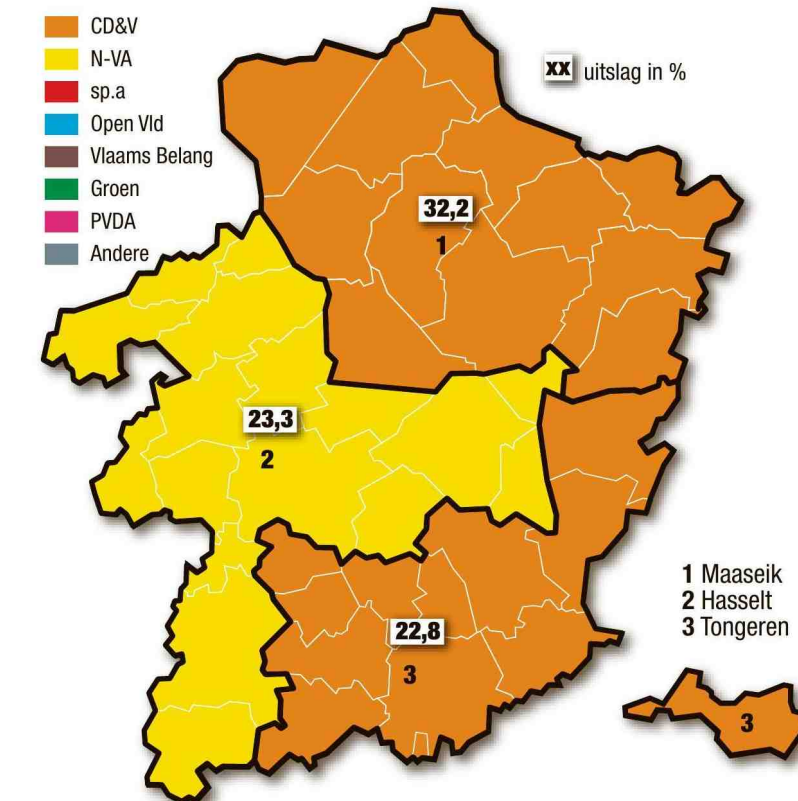 CD&V
N-VA
sp.a
Open Vld
Vlaams Belang
Groen
PVDA
Andere
xx uitslag in %
32,2
1
23,3
2
22,8
3
1 Maaseik
2 Hasselt
3 Tongeren
3